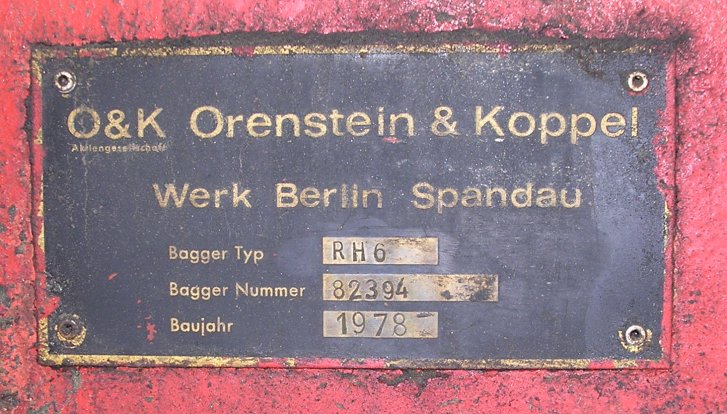 O&K Orenstein & Koppel
Aktiengesellschaft
Werk Berlin Spandau
Bagger Typ RH6
Bagger Nummer 82394
Baujahr 1978